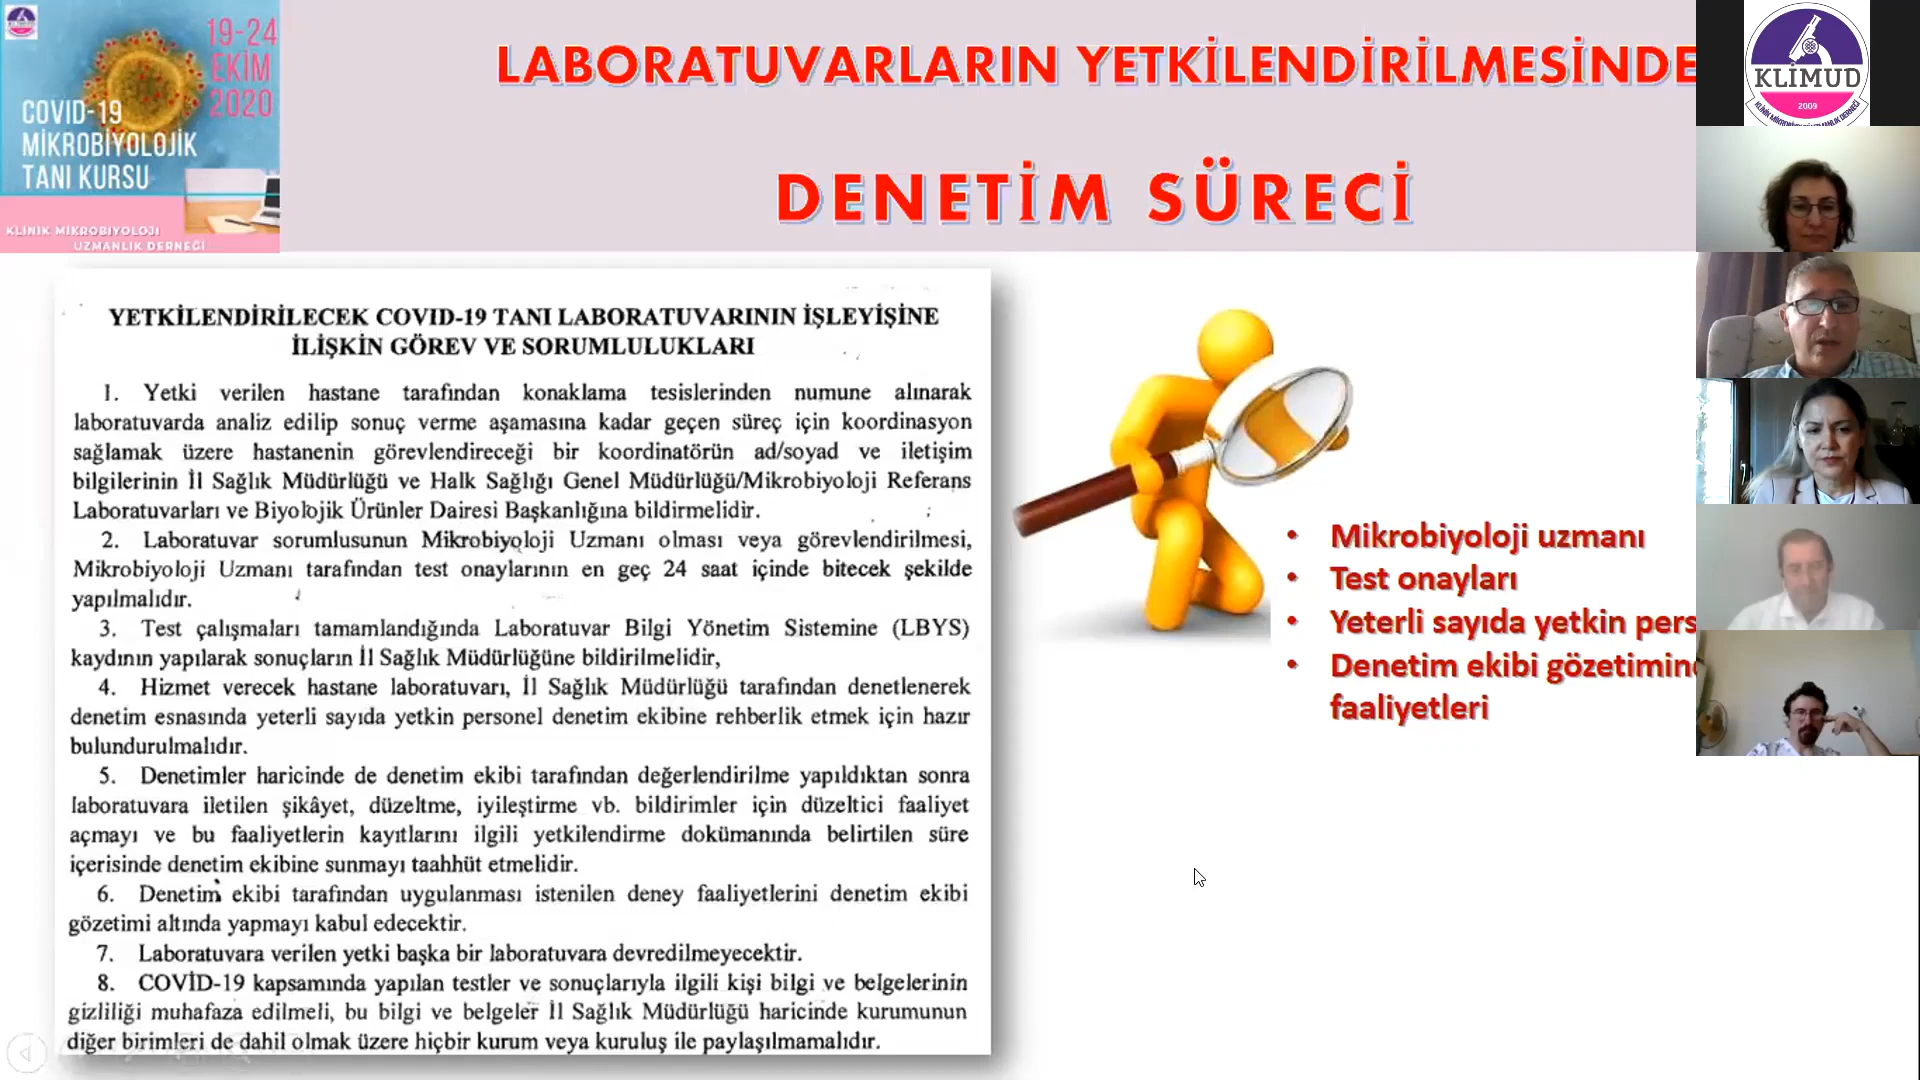 19-24
EKİM
2020
COVID-19
MİKROBİYOLOJİK
TANI KURSU
KLINIK MİKROBİYOLOJI
UZMANLIK DERNEĞİ
LABORATUVARLARIN YETKİLENDİRİLMESİNDE
DENETİM SÜRECİ
KLİMUD
2009
YETKİLENDİRİLECEK COVID-19 TANI LABORATUVARININ İŞLEYİŞİNE
İLİŞKİN GÖREV VE SORUMLULUKLARI
1. Yetki verilen hastane tarafından konaklama tesislerinden numune alınarak
laboratuvarda analiz edilip sonuç verme aşamasına kadar geçen süreç için koordinasyon
sağlamak üzere hastanenin görevlendireceği bir koordinatörün ad/soyad ve iletişim
bilgilerinin İl Sağlık Müdürlüğü ve Halk Sağlığı Genel Müdürlüğü/Mikrobiyoloji Referans
Laboratuvarları ve Biyolojik Ürünler Dairesi Başkanlığına bildirmelidir.
2. Laboratuvar sorumlusunun Mikrobiyoloji Uzmanı olması veya görevlendirilmesi,
Mikrobiyoloji Uzmanı tarafından test onaylarının en geç 24 saat içinde bitecek şekilde
yapılmalıdır.
3. Test çalışmaları tamamlandığında Laboratuvar Bilgi Yönetim Sistemine (LBYS)
kaydının yapılarak sonuçların İl Sağlık Müdürlüğüne bildirilmelidir,
4. Hizmet verecek hastane laboratuvarı, İl Sağlık Müdürlüğü tarafından denetlenerek
denetim esnasında yeterli sayıda yetkin personel denetim ekibine rehberlik etmek için hazır
bulundurulmalıdır.
5. Denetimler haricinde de denetim ekibi tarafından değerlendirilme yapıldıktan sonra
laboratuvara iletilen şikâyet, düzeltme, iyileştirme vb. bildirimler için düzeltici faaliyet
açmayı ve bu faaliyetlerin kayıtlarını ilgili yetkilendirme dokümanında belirtilen süre
içerisinde denetim ekibine sunmayı taahhüt etmelidir.
6. Denetim ekibi tarafından uygulanması istenilen deney faaliyetlerini denetim ekibi
gözetimi altında yapmayı kabul edecektir.
7. Laboratuvara verilen yetki başka bir laboratuvara devredilmeyecektir.
8. COVİD-19 kapsamında yapılan testler ve sonuçlarıyla ilgili kişi bilgi ve belgelerinin
gizliliği muhafaza edilmeli, bu bilgi ve belgeler İl Sağlık Müdürlüğü haricinde kurumunun
diğer birimleri de dahil olmak üzere hiçbir kurum veya kuruluş ile paylaşılmamalıdır.
• Mikrobiyoloji uzmanı
• Test onayları
• Yeterli sayıda yetkin pers
• Denetim ekibi gözetimin
faaliyetleri